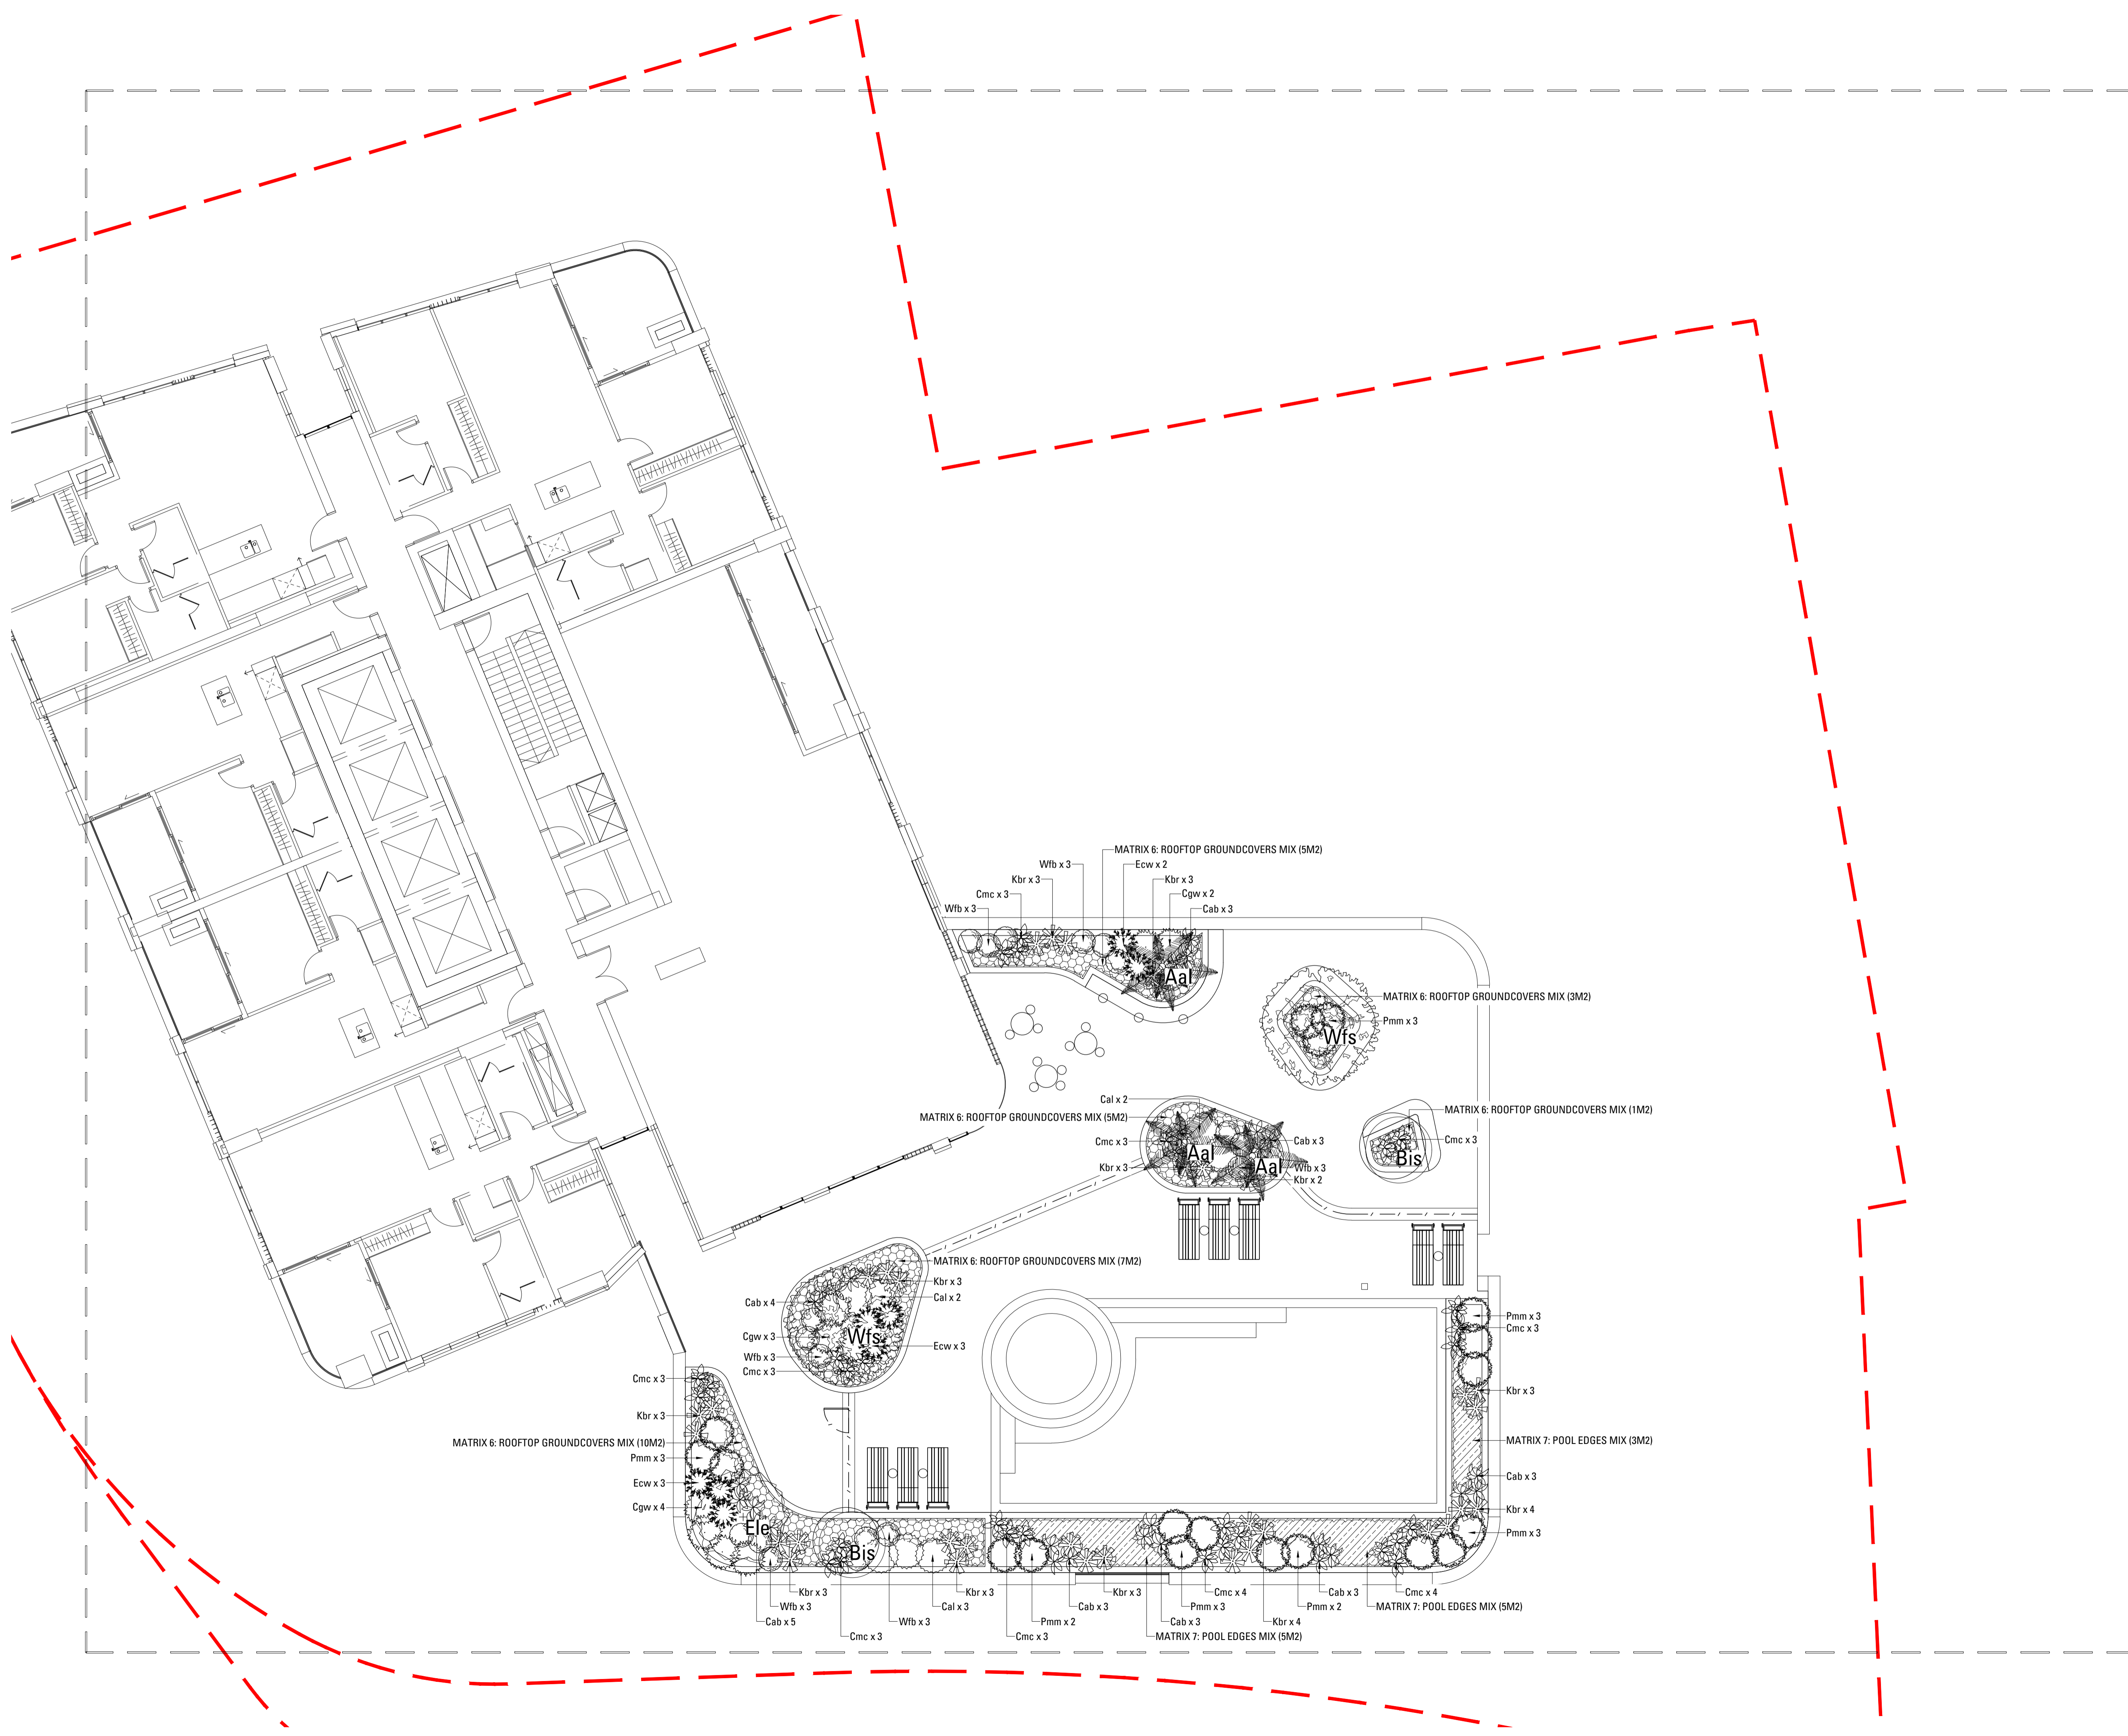 MATRIX 6: ROOFTOP GROUNDCOVERS MIX (5M2)
Wfb x 3
Ecw x 2
Kbr x 3
Kbr x 3
Cmc x 3
Cgw x 2
Wfb x 3
Cab x 3
Aal
MATRIX 6: ROOFTOP GROUNDCOVERS MIX (3M2)
Pmm x 3
Wfs
Cal x 2
MATRIX 6: ROOFTOP GROUNDCOVERS MIX (5M2)
MATRIX 6: ROOFTOP GROUNDCOVERS MIX (1M2)
Cmc x 3
Cab x 3
Cmc x 3
Aal
Bis
Kbr x 3
Aal
Wfb x 3
Kbr x 2
MATRIX 6: ROOFTOP GROUNDCOVERS MIX (7M2)
Kbr x 3
Cab x 4
Cal x 2
Cgw x 3
Wfs
Ecw x 3
Wfb x 3
Cmc x 3
Pmm x 3
Cmc x 3
Cmc x 3
Kbr x 3
Kbr x 3
MATRIX 6: ROOFTOP GROUNDCOVERS MIX (10M2)
MATRIX 7: POOL EDGES MIX (3M2)
Pmm x 3
Cab x 3
Ecw x 3
Cgw x 4
Kbr x 4
Ele
Pmm x 3
Bis
Kbr x 3
Kbr x 3
Kbr x 3
Cmc x 4
Cab x 3
Cmc x 4
Wfb x 3
Cal x 3
Cab x 3
Pmm x 3
Pmm x 2
MATRIX 7: POOL EDGES MIX (5M2)
Cab x 5
Wfb x 3
Pmm x 2
Cab x 3
Kbr x 4
Cmc x 3
Cmc x 3
MATRIX 7: POOL EDGES MIX (5M2)